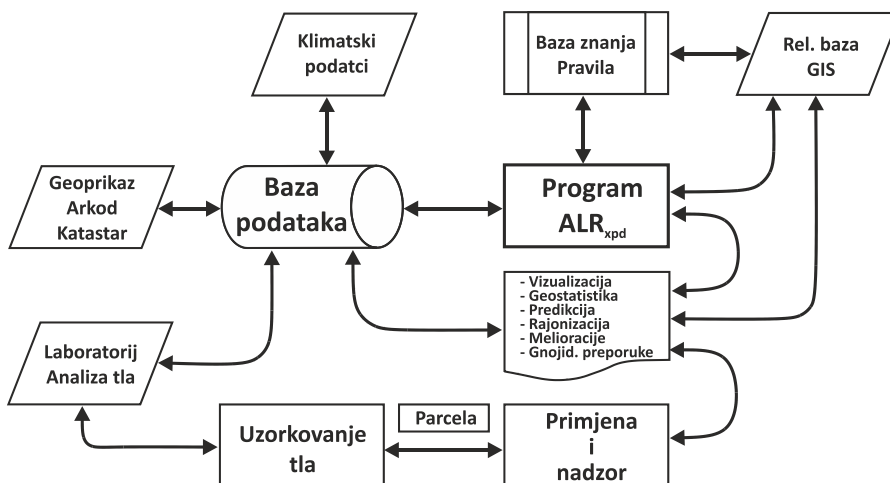 Klimatski
podatci
Baza znanja
Pravila
Rel. baza
GIS
Geoprikaz
Arkod
Katastar
Baza
podataka
Program
ALRxpd
- Vizualizacija
- Geostatistika
- Predikcija
- Rajonizacija
- Melioracije
- Gnojid. preporuke
Laboratorij
Analiza tla
Uzorkovanje
tla
Parcela
Primjena
i
nadzor